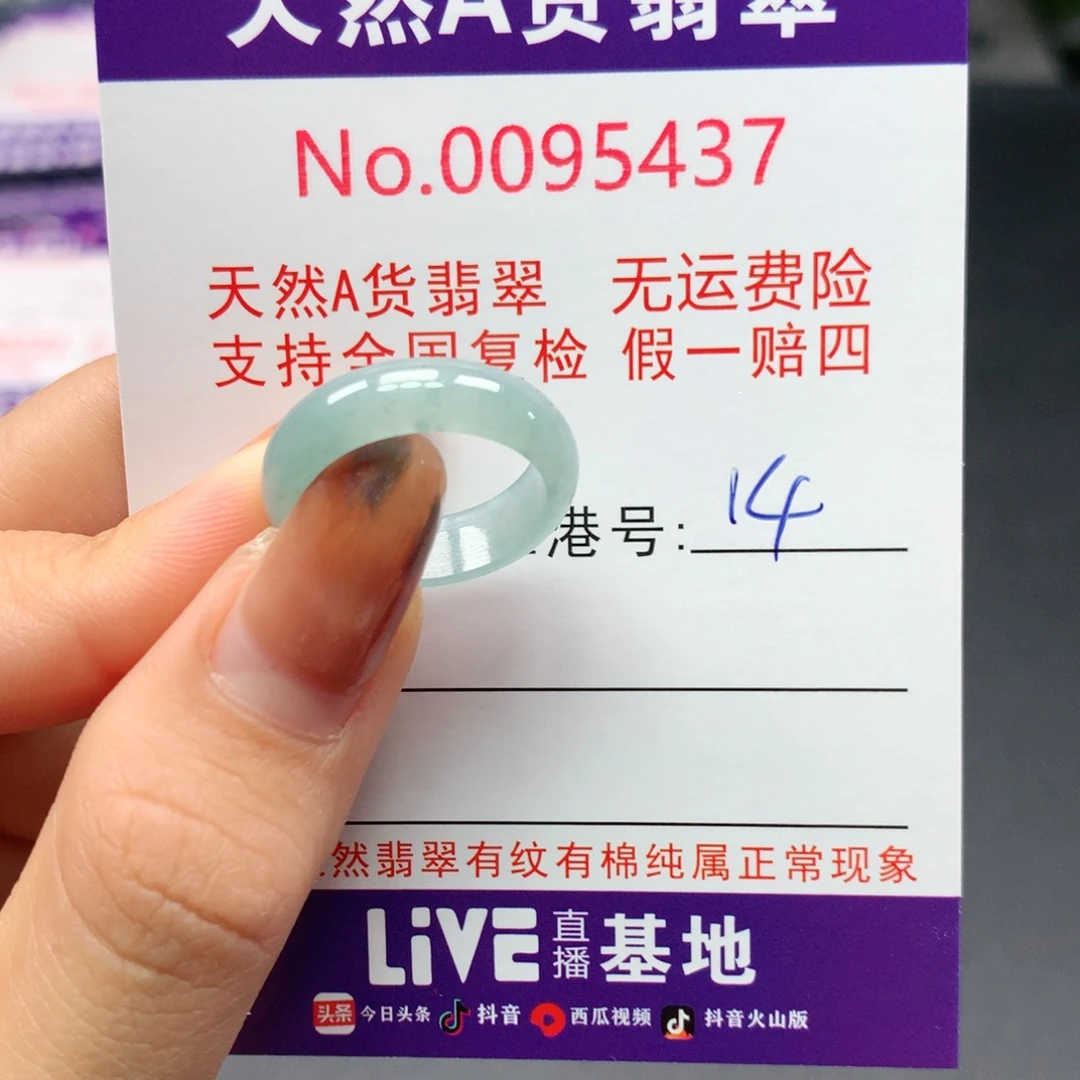 天然A货翡翠
No.0095437
天然A货翡翠 无运费险
支持全国复检 假一赔四
港号: 14
然翡翠有纹有棉纯属正常现象
LiVE 直播 基地
头条 今日头条 抖音 西瓜视频 抖音火山版